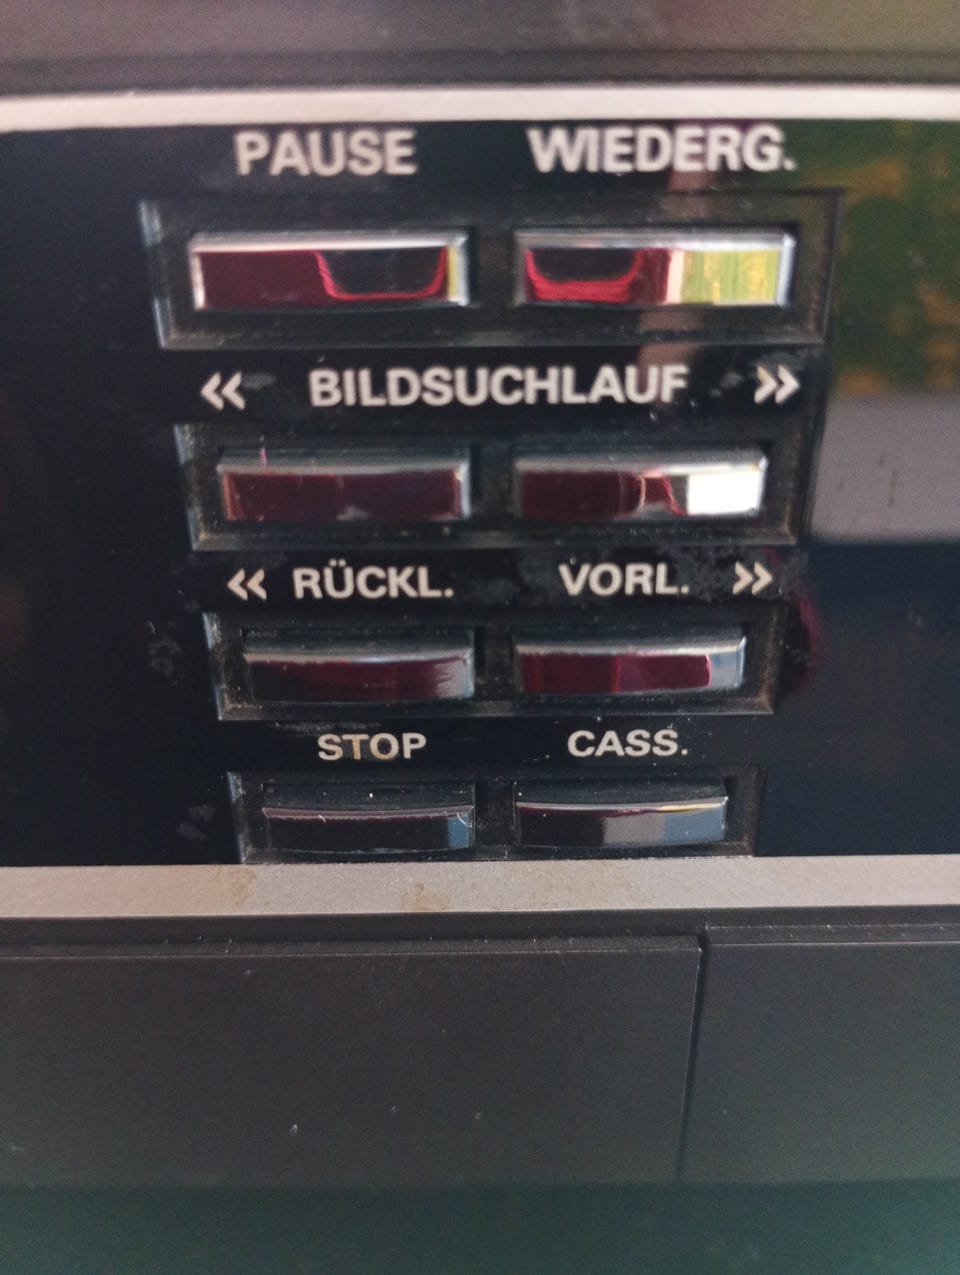 PAUSE WIEDERG.
« BILDSUCHLAUF »
« RÜCKL. VORL. »
STOP CASS.